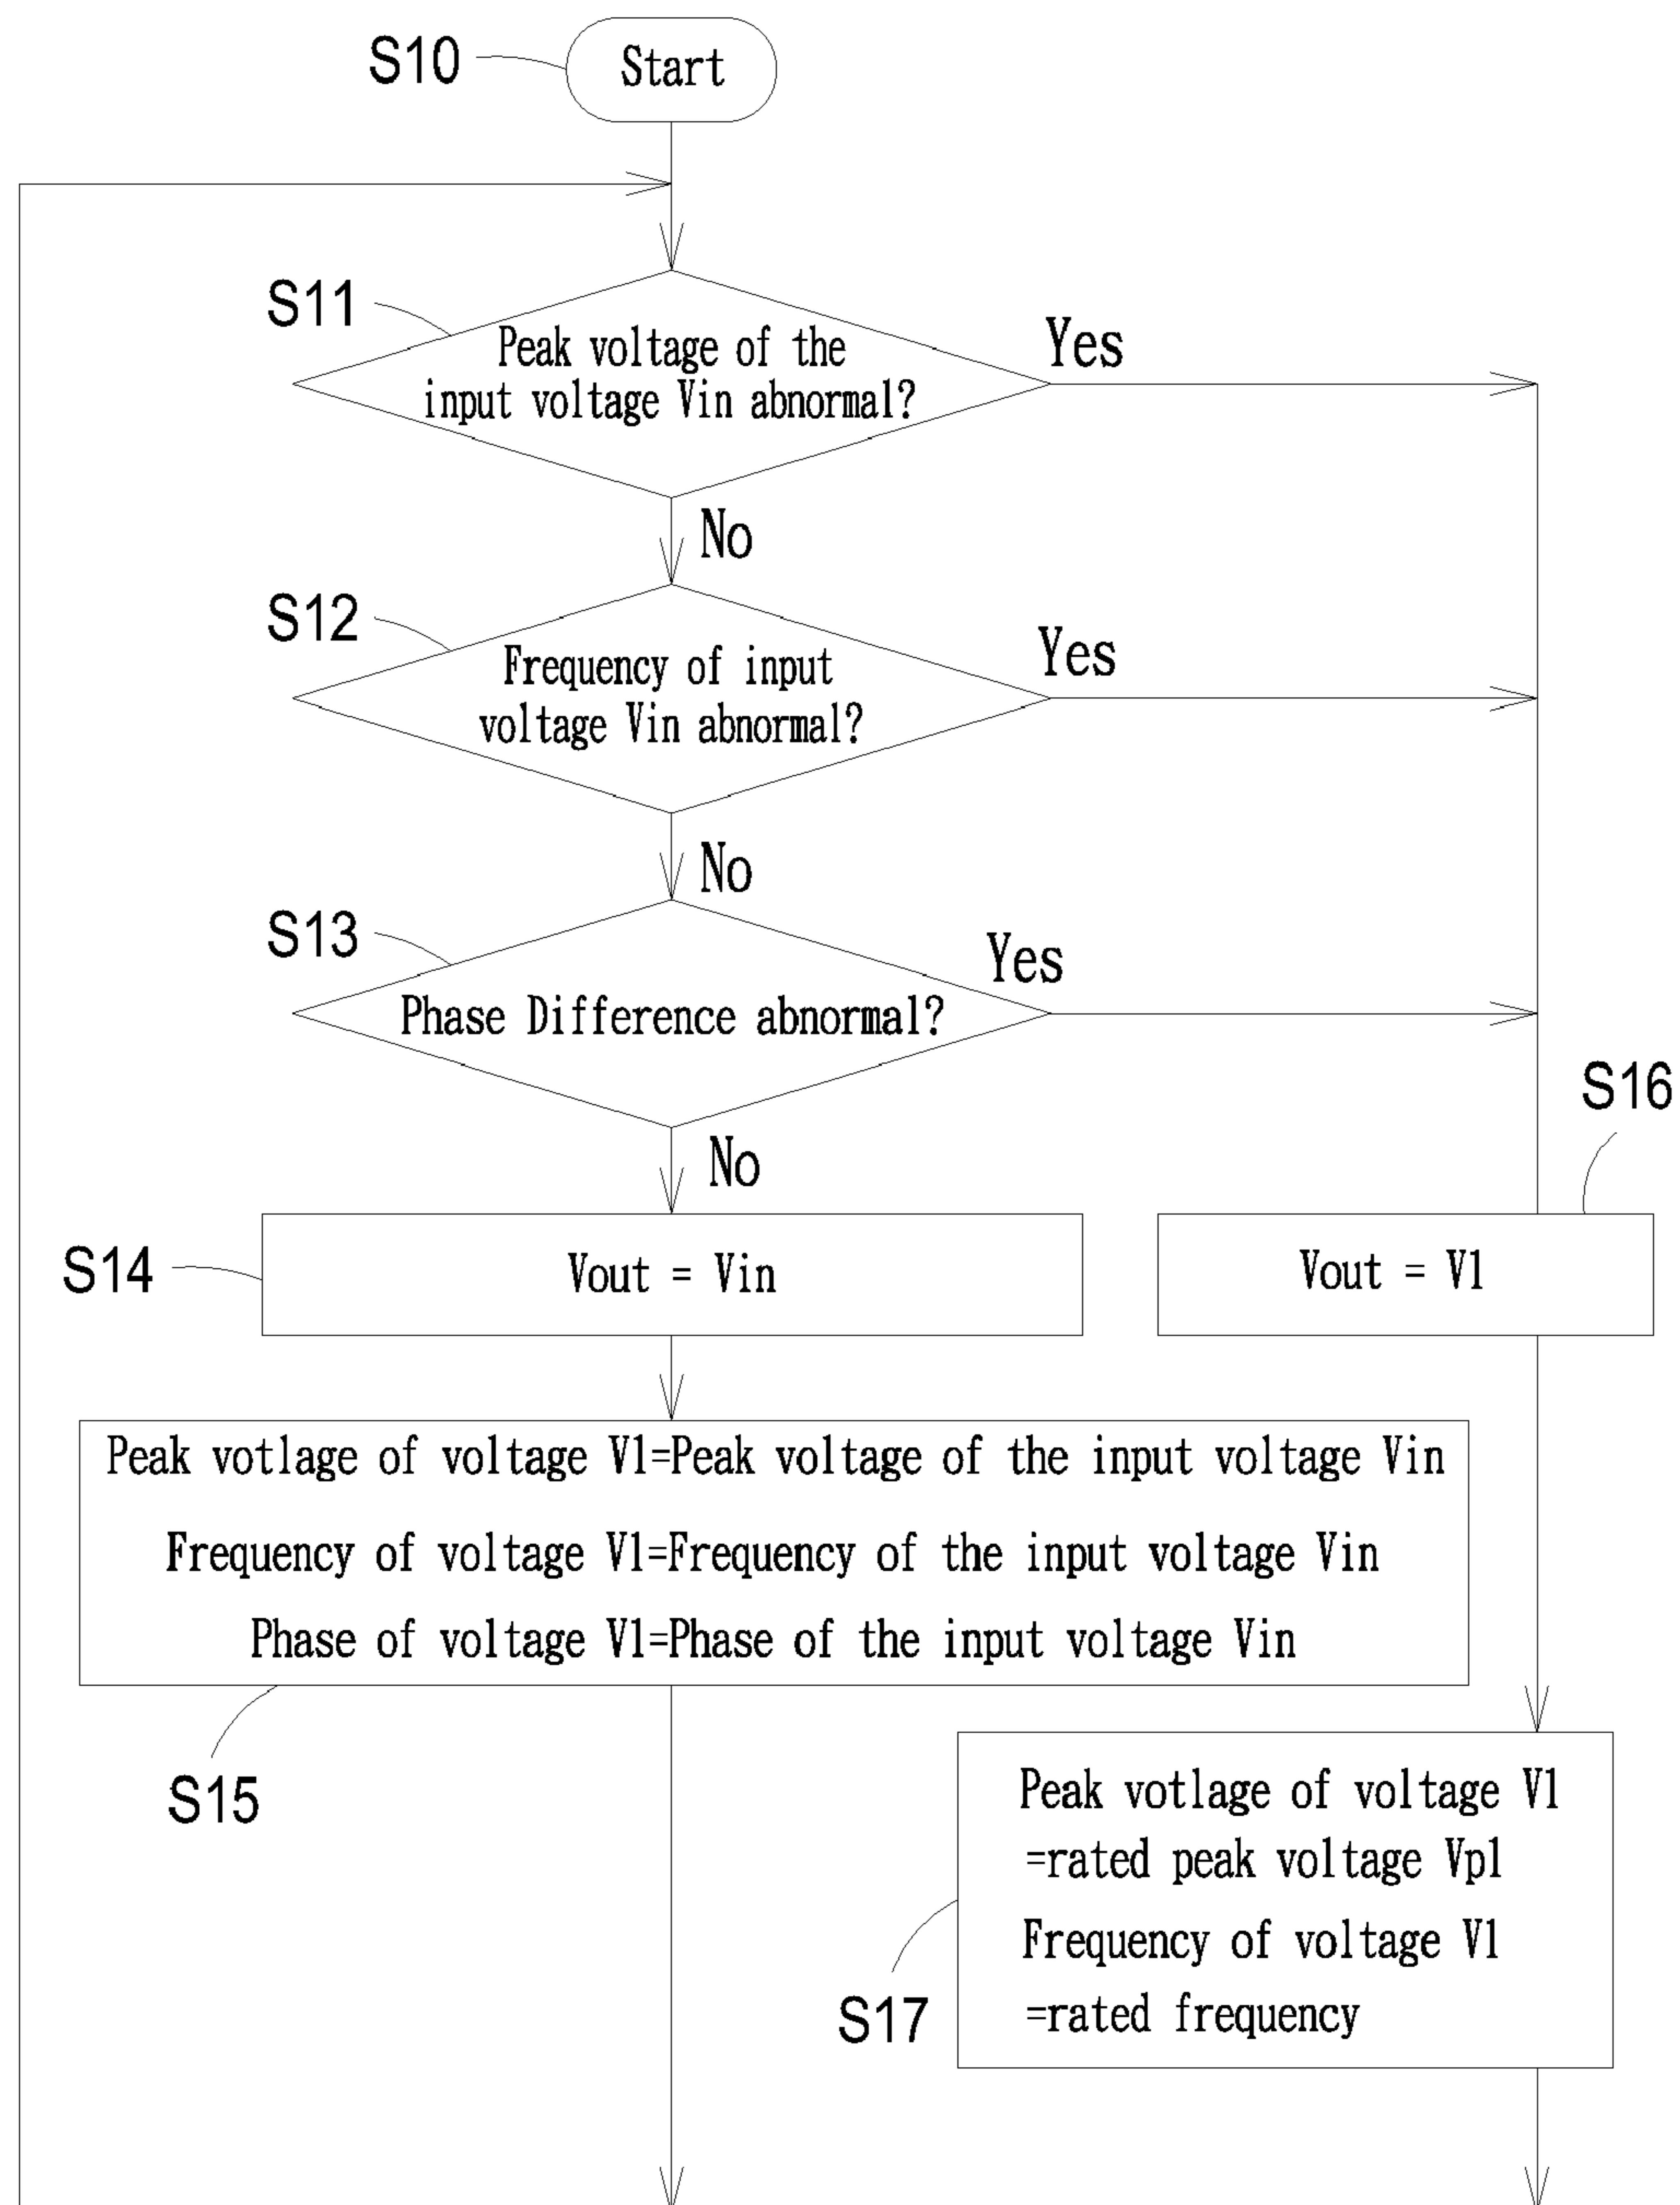 S10
Start
S11
Peak voltage of the
input voltage Vin abnormal?
Yes
No
S12
Frequency of input
voltage Vin abnormal?
Yes
No
S13
Phase Difference abnormal?
Yes
No
S14
Vout = Vin
S16
Vout = V1
Peak votlage of voltage V1=Peak voltage of the input voltage Vin
Frequency of voltage V1=Frequency of the input voltage Vin
Phase of voltage V1=Phase of the input voltage Vin
S15
Peak votlage of voltage V1
=rated peak voltage Vp1
Frequency of voltage V1
=rated frequency
S17